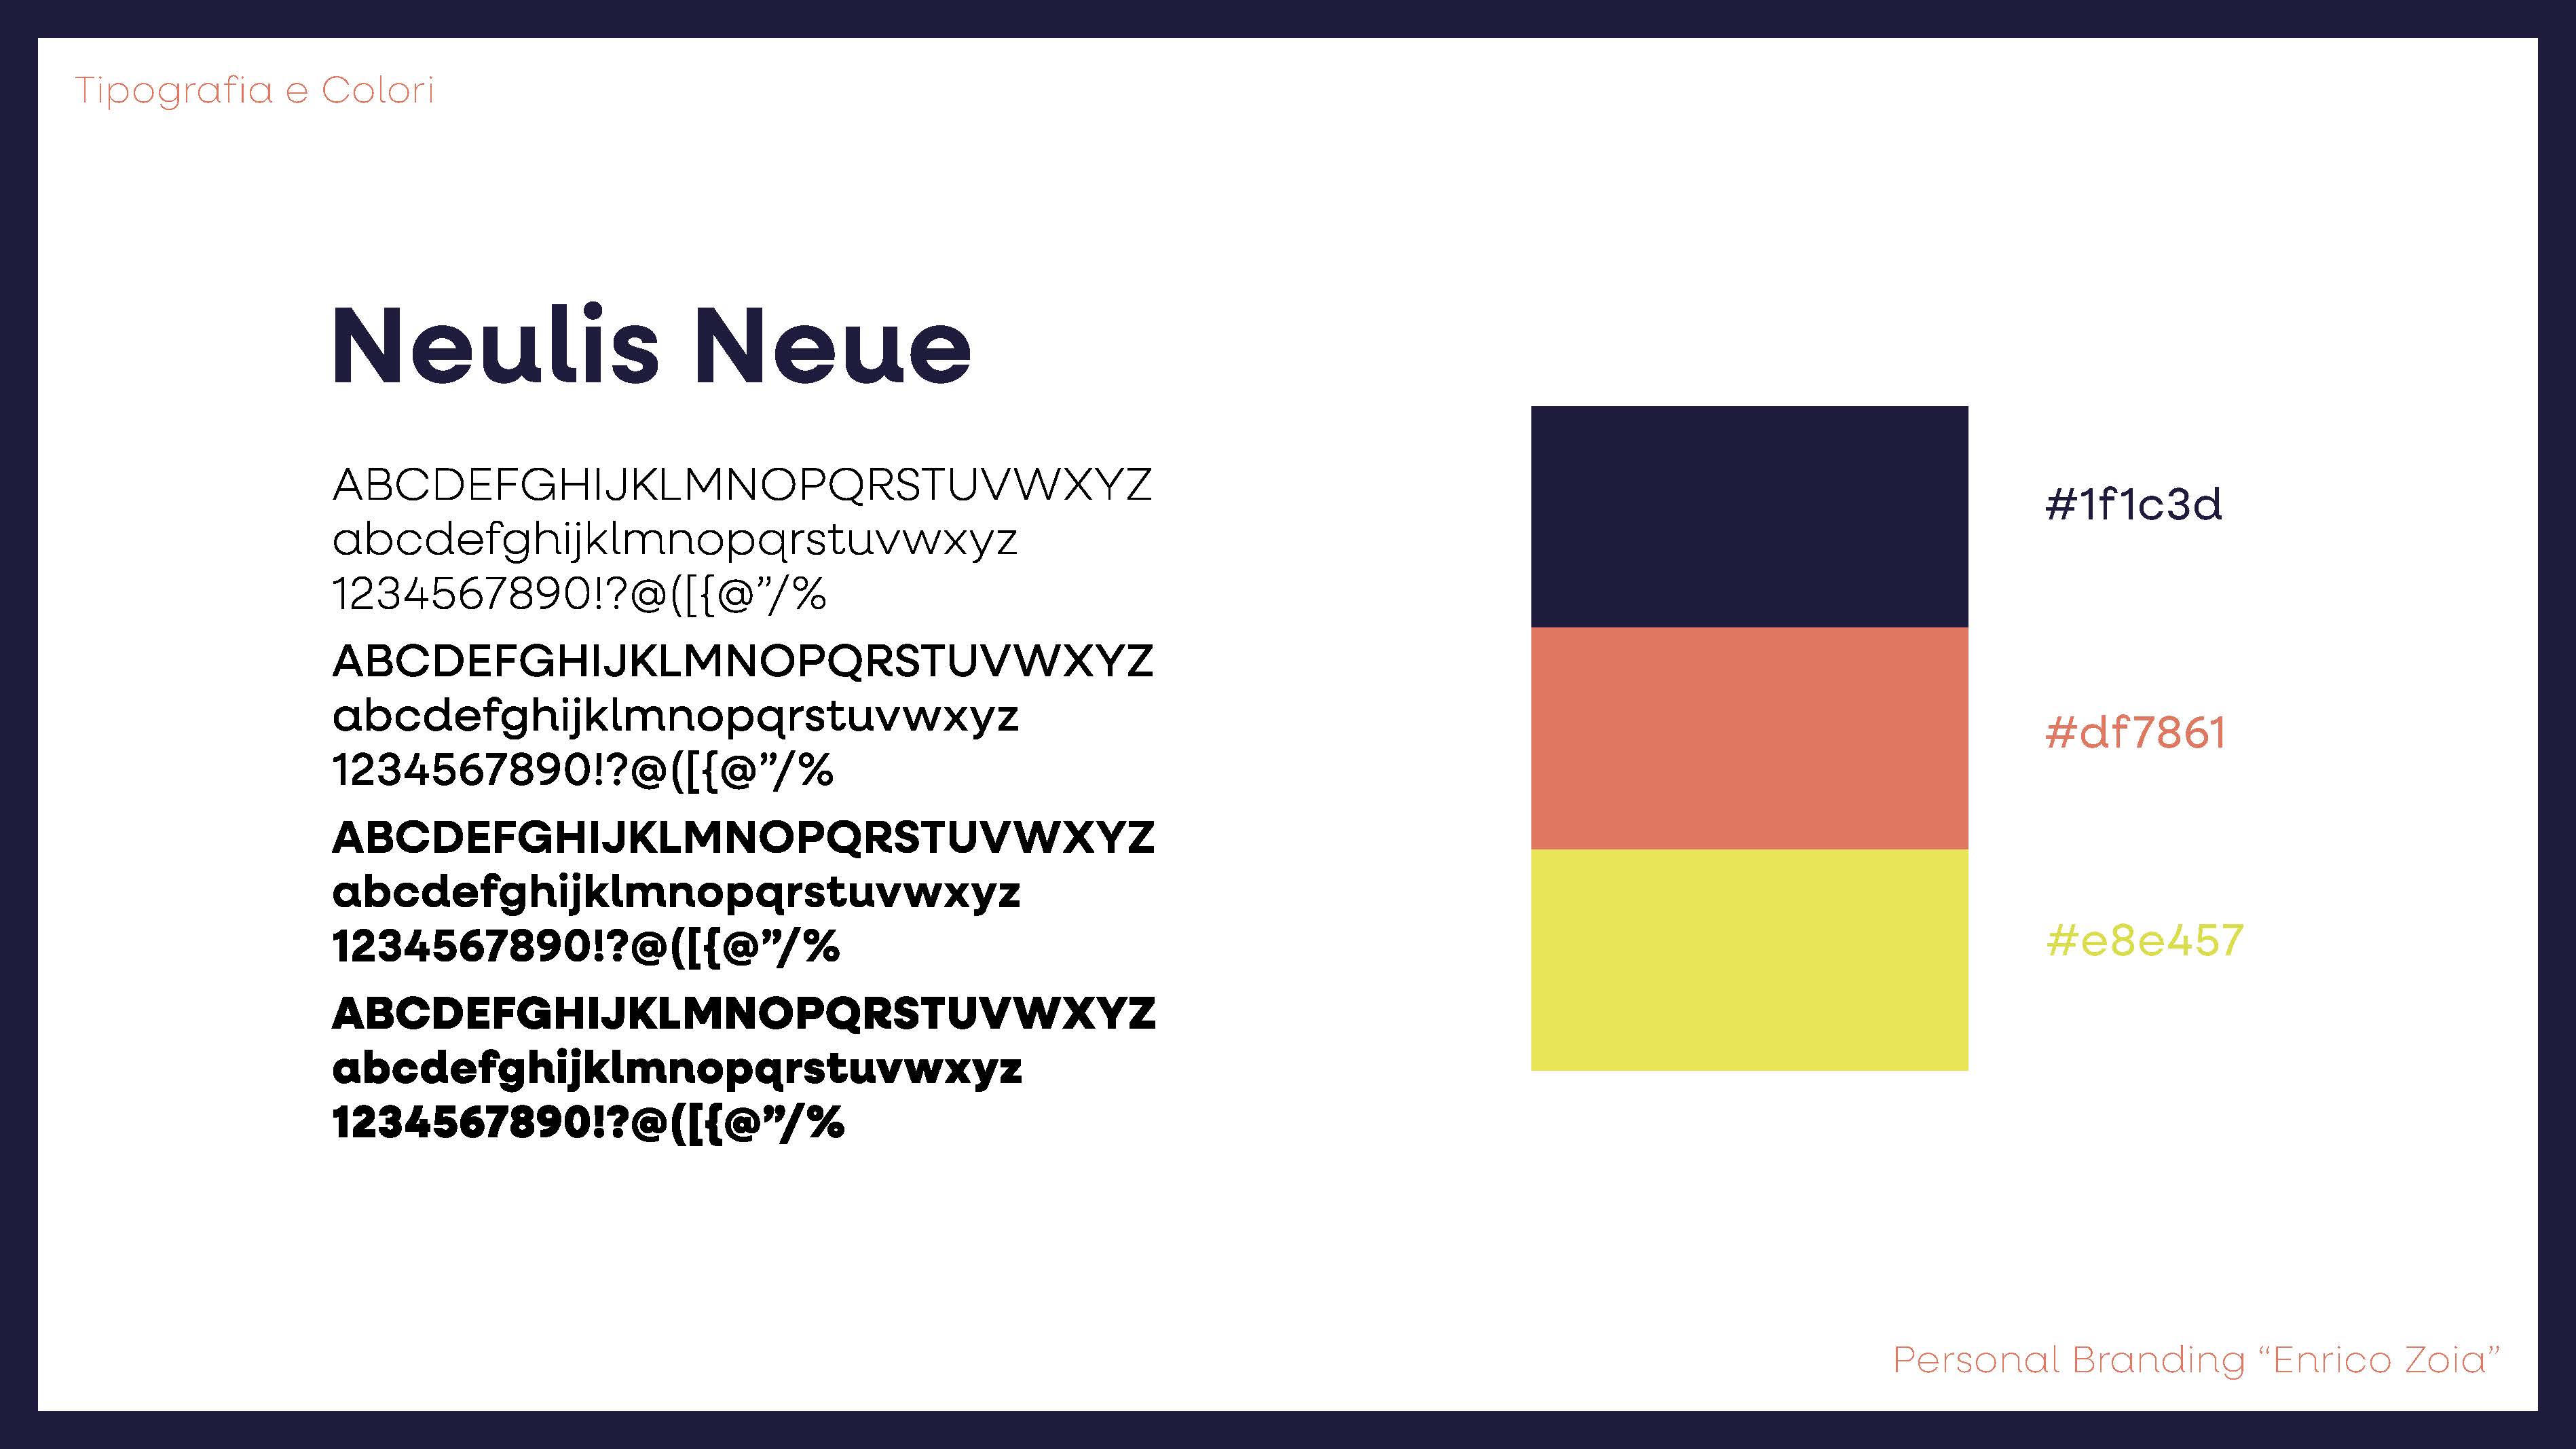 Tipografia e Colori
Neulis Neue
ABCDEFGHIJKLMNOPQRSTUVWXYZ
abcdefghijklmnopqrstuvwxyz
1234567890!?@([{@”/%
ABCDEFGHIJKLMNOPQRSTUVWXYZ
abcdefghijklmnopqrstuvwxyz
1234567890!?@([{@”/%
ABCDEFGHIJKLMNOPQRSTUVWXYZ
abcdefghijklmnopqrstuvwxyz
1234567890!?@([{@”/%
ABCDEFGHIJKLMNOPQRSTUVWXYZ
abcdefghijklmnopqrstuvwxyz
1234567890!?@([{@”/%
#1f1c3d
#df7861
#e8e457
Personal Branding “Enrico Zoia”